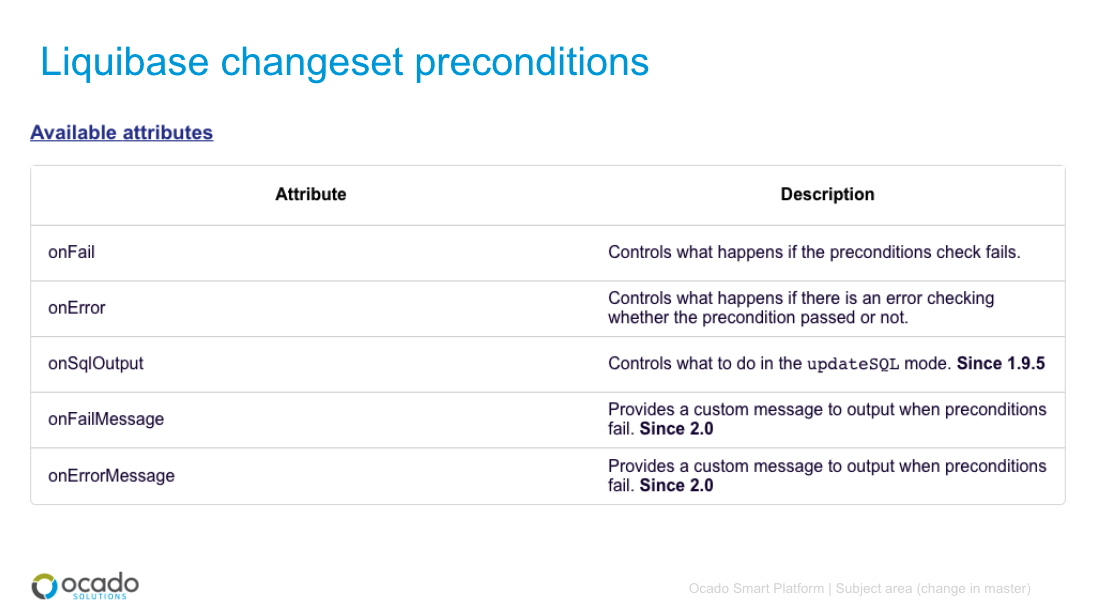 Liquibase changeset preconditions
Available attributes
Attribute Description
onFail Controls what happens if the preconditions check fails.
onError Controls what happens if there is an error checking
whether the precondition passed or not.
onSqlOutput Controls what to do in the updateSQL mode. Since 1.9.5
onFailMessage Provides a custom message to output when preconditions
fail. Since 2.0
onErrorMessage Provides a custom message to output when preconditions
fail. Since 2.0
ocado
SOLUTIONS
Ocado Smart Platform | Subject area (change in master)